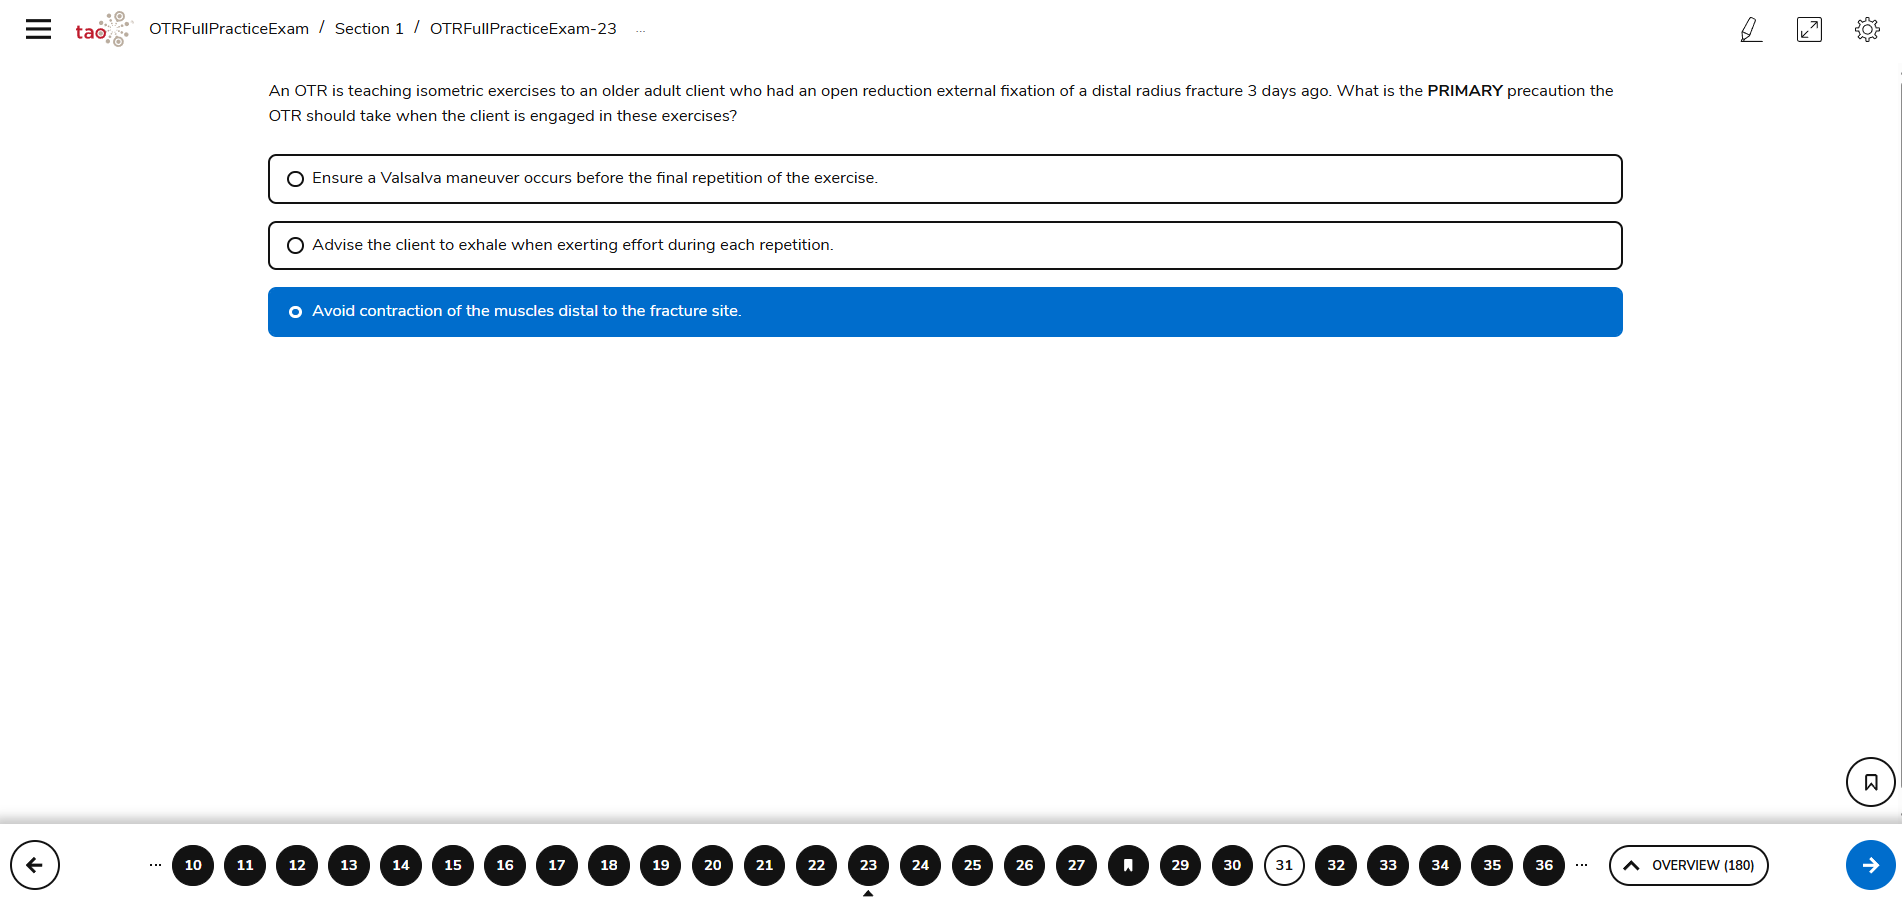 tao
OTRFullPracticeExam / Section 1 / OTRFullPracticeExam-23 ...
An OTR is teaching isometric exercises to an older adult client who had an open reduction external fixation of a distal radius fracture 3 days ago. What is the PRIMARY precaution the
OTR should take when the client is engaged in these exercises?
Ensure a Valsalva maneuver occurs before the final repetition of the exercise.
Advise the client to exhale when exerting effort during each repetition.
Avoid contraction of the muscles distal to the fracture site.
... 10 11 12 13 14 15 16 17 18 19 20 21 22 23 24 25 26 27 29 30 31 32 33 34 35 36 ... OVERVIEW (180)